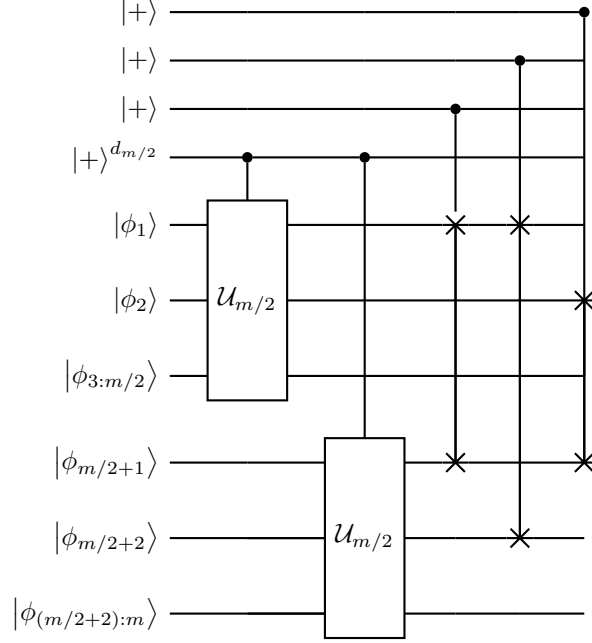 |+⟩
|+⟩
|+⟩
|+⟩^{d_{m/2}}
|ϕ_1⟩
|ϕ_2⟩
𝒰_{m/2}
|ϕ_{3:m/2}⟩
|ϕ_{m/2+1}⟩
|ϕ_{m/2+2}⟩
𝒰_{m/2}
|ϕ_{(m/2+2):m}⟩